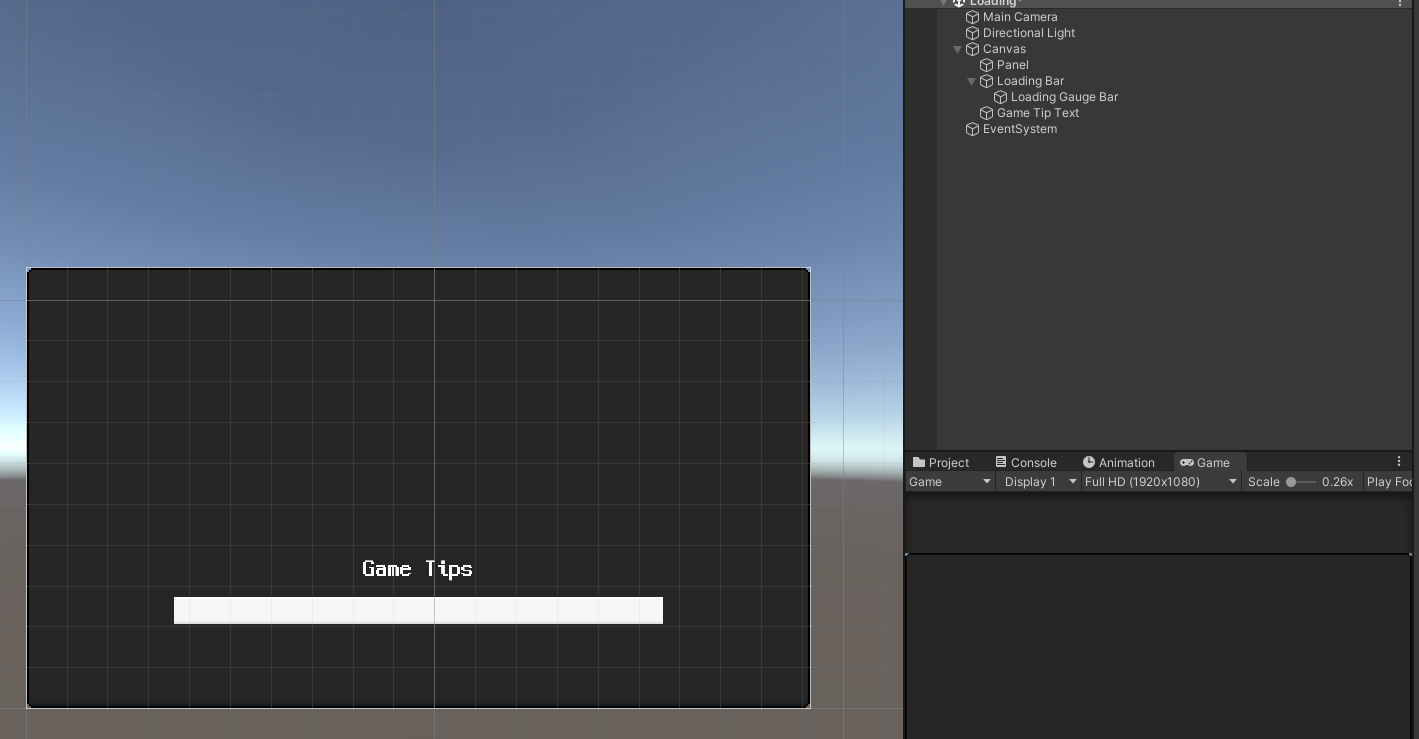 Loading*
Main Camera
Directional Light
Canvas
Panel
Loading Bar
Loading Gauge Bar
Game Tip Text
EventSystem
Game Tips
Project Console Animation Game
Game Display 1 Full HD (1920x1080) Scale 0.26x Play Foc